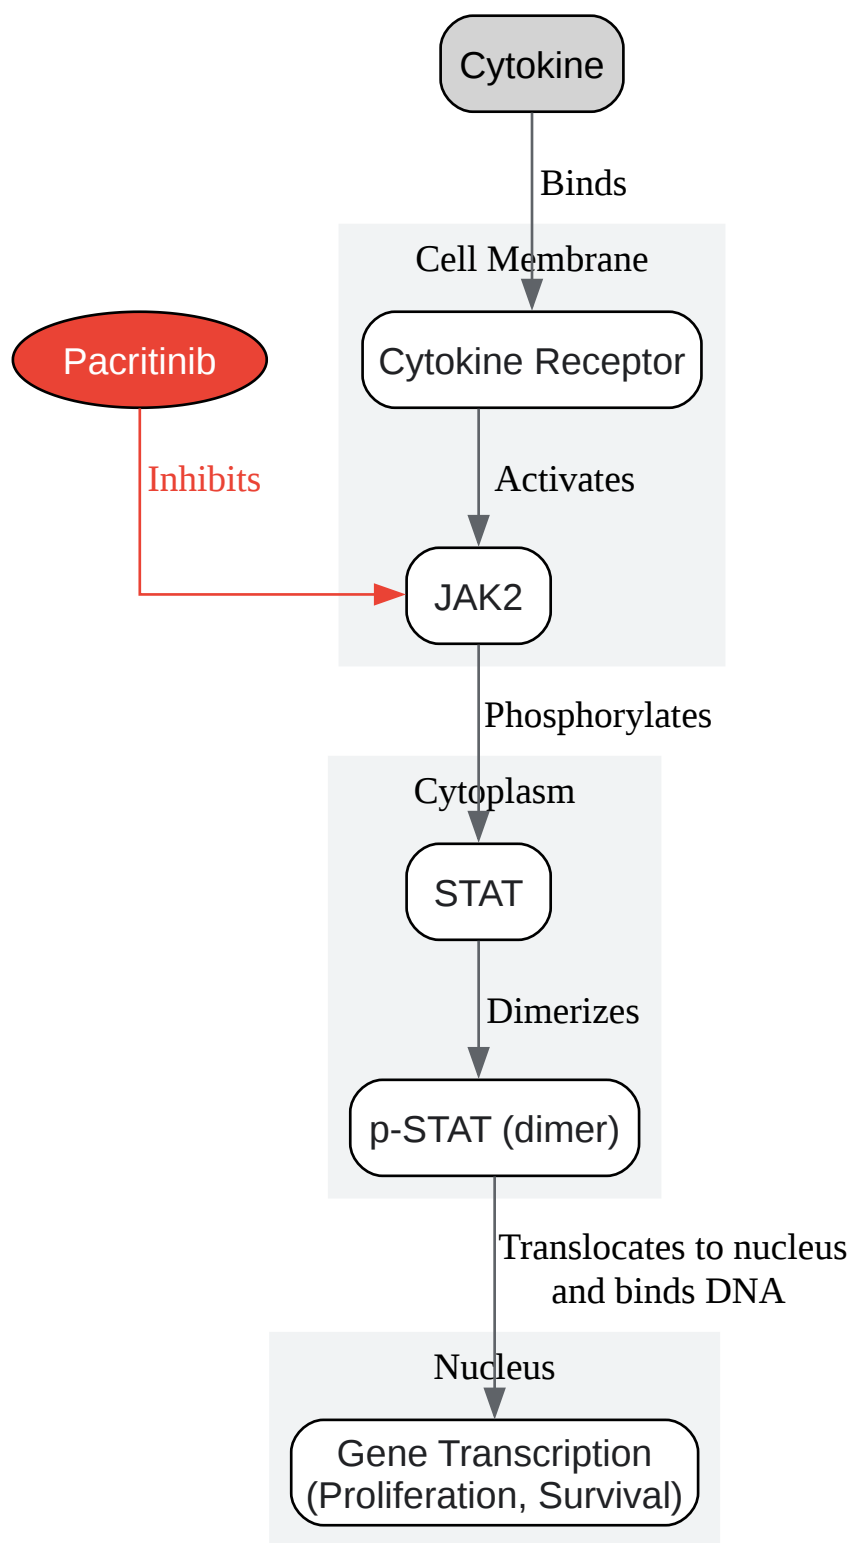 Cytokine
Binds
Cell Membrane
Pacritinib
Cytokine Receptor
Inhibits
Activates
JAK2
Phosphorylates
Cytoplasm
STAT
Dimerizes
p-STAT (dimer)
Translocates to nucleus
and binds DNA
Nucleus
Gene Transcription
(Proliferation, Survival)